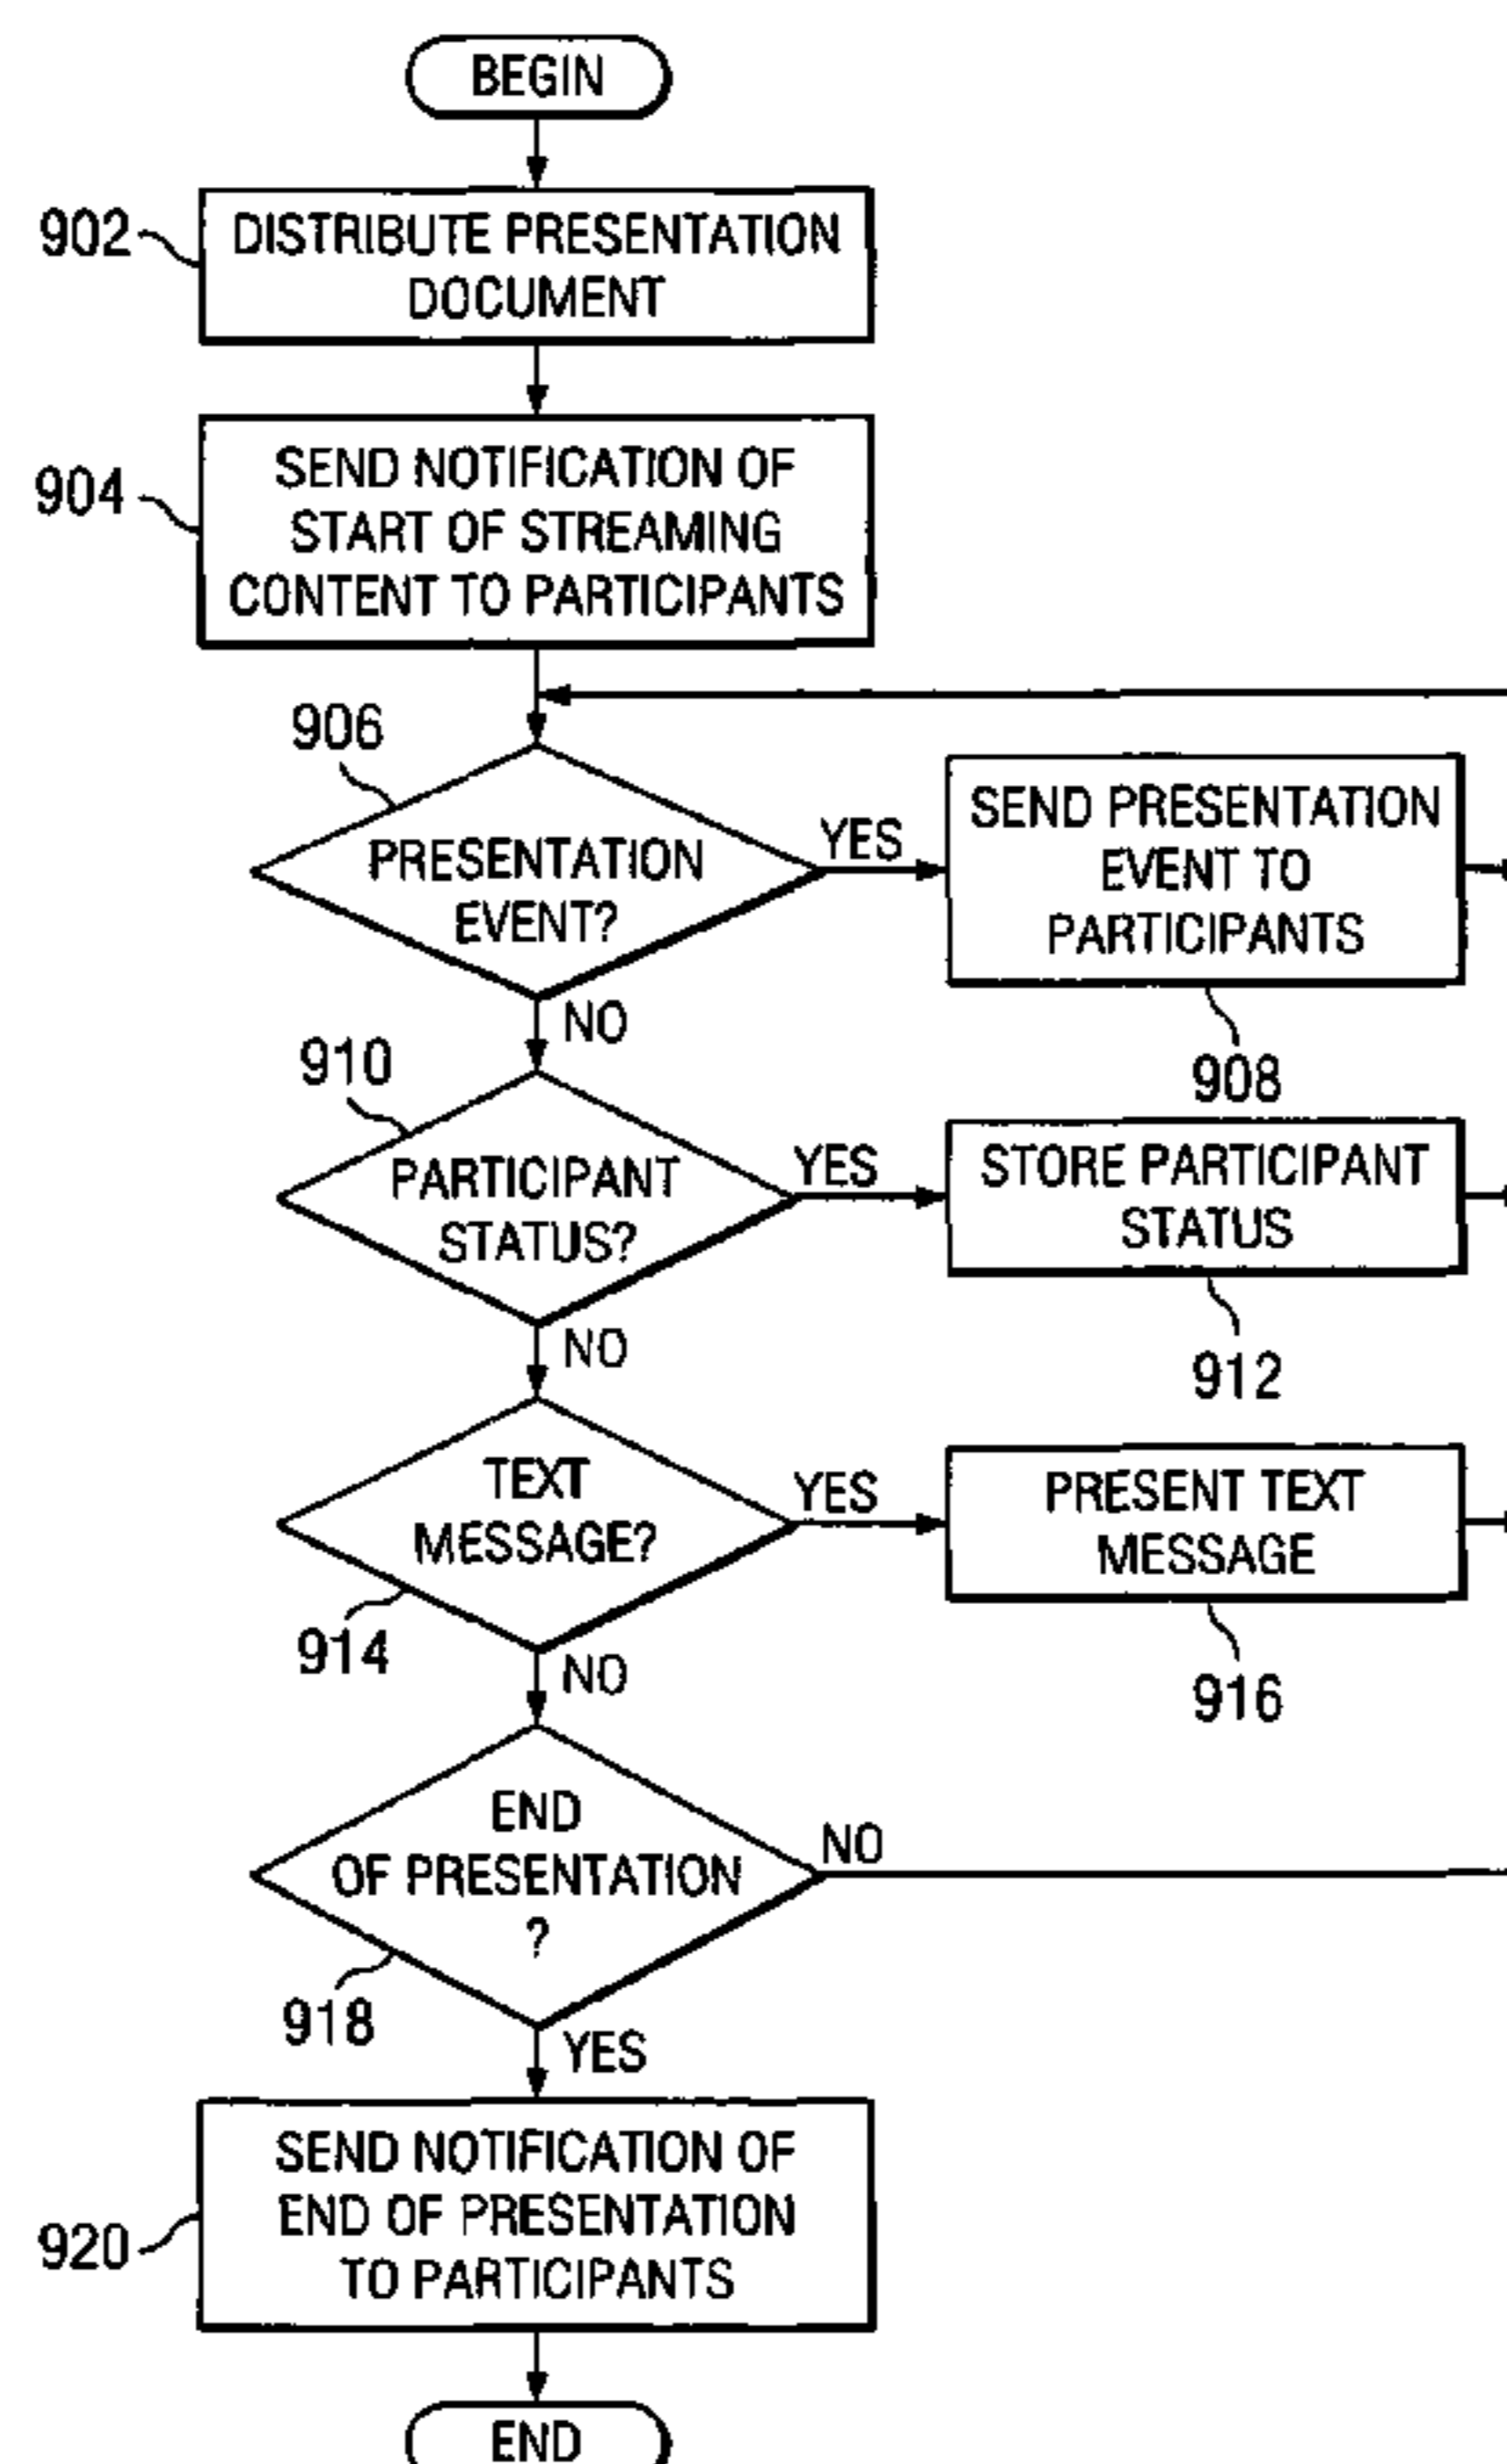 BEGIN
902
DISTRIBUTE PRESENTATION
DOCUMENT
904
SEND NOTIFICATION OF
START OF STREAMING
CONTENT TO PARTICIPANTS
906
PRESENTATION
EVENT?
YES
SEND PRESENTATION
EVENT TO
PARTICIPANTS
908
NO
910
PARTICIPANT
STATUS?
YES
STORE PARTICIPANT
STATUS
912
NO
TEXT
MESSAGE?
YES
PRESENT TEXT
MESSAGE
914
916
NO
END
OF PRESENTATION
?
NO
918
YES
920
SEND NOTIFICATION OF
END OF PRESENTATION
TO PARTICIPANTS
END